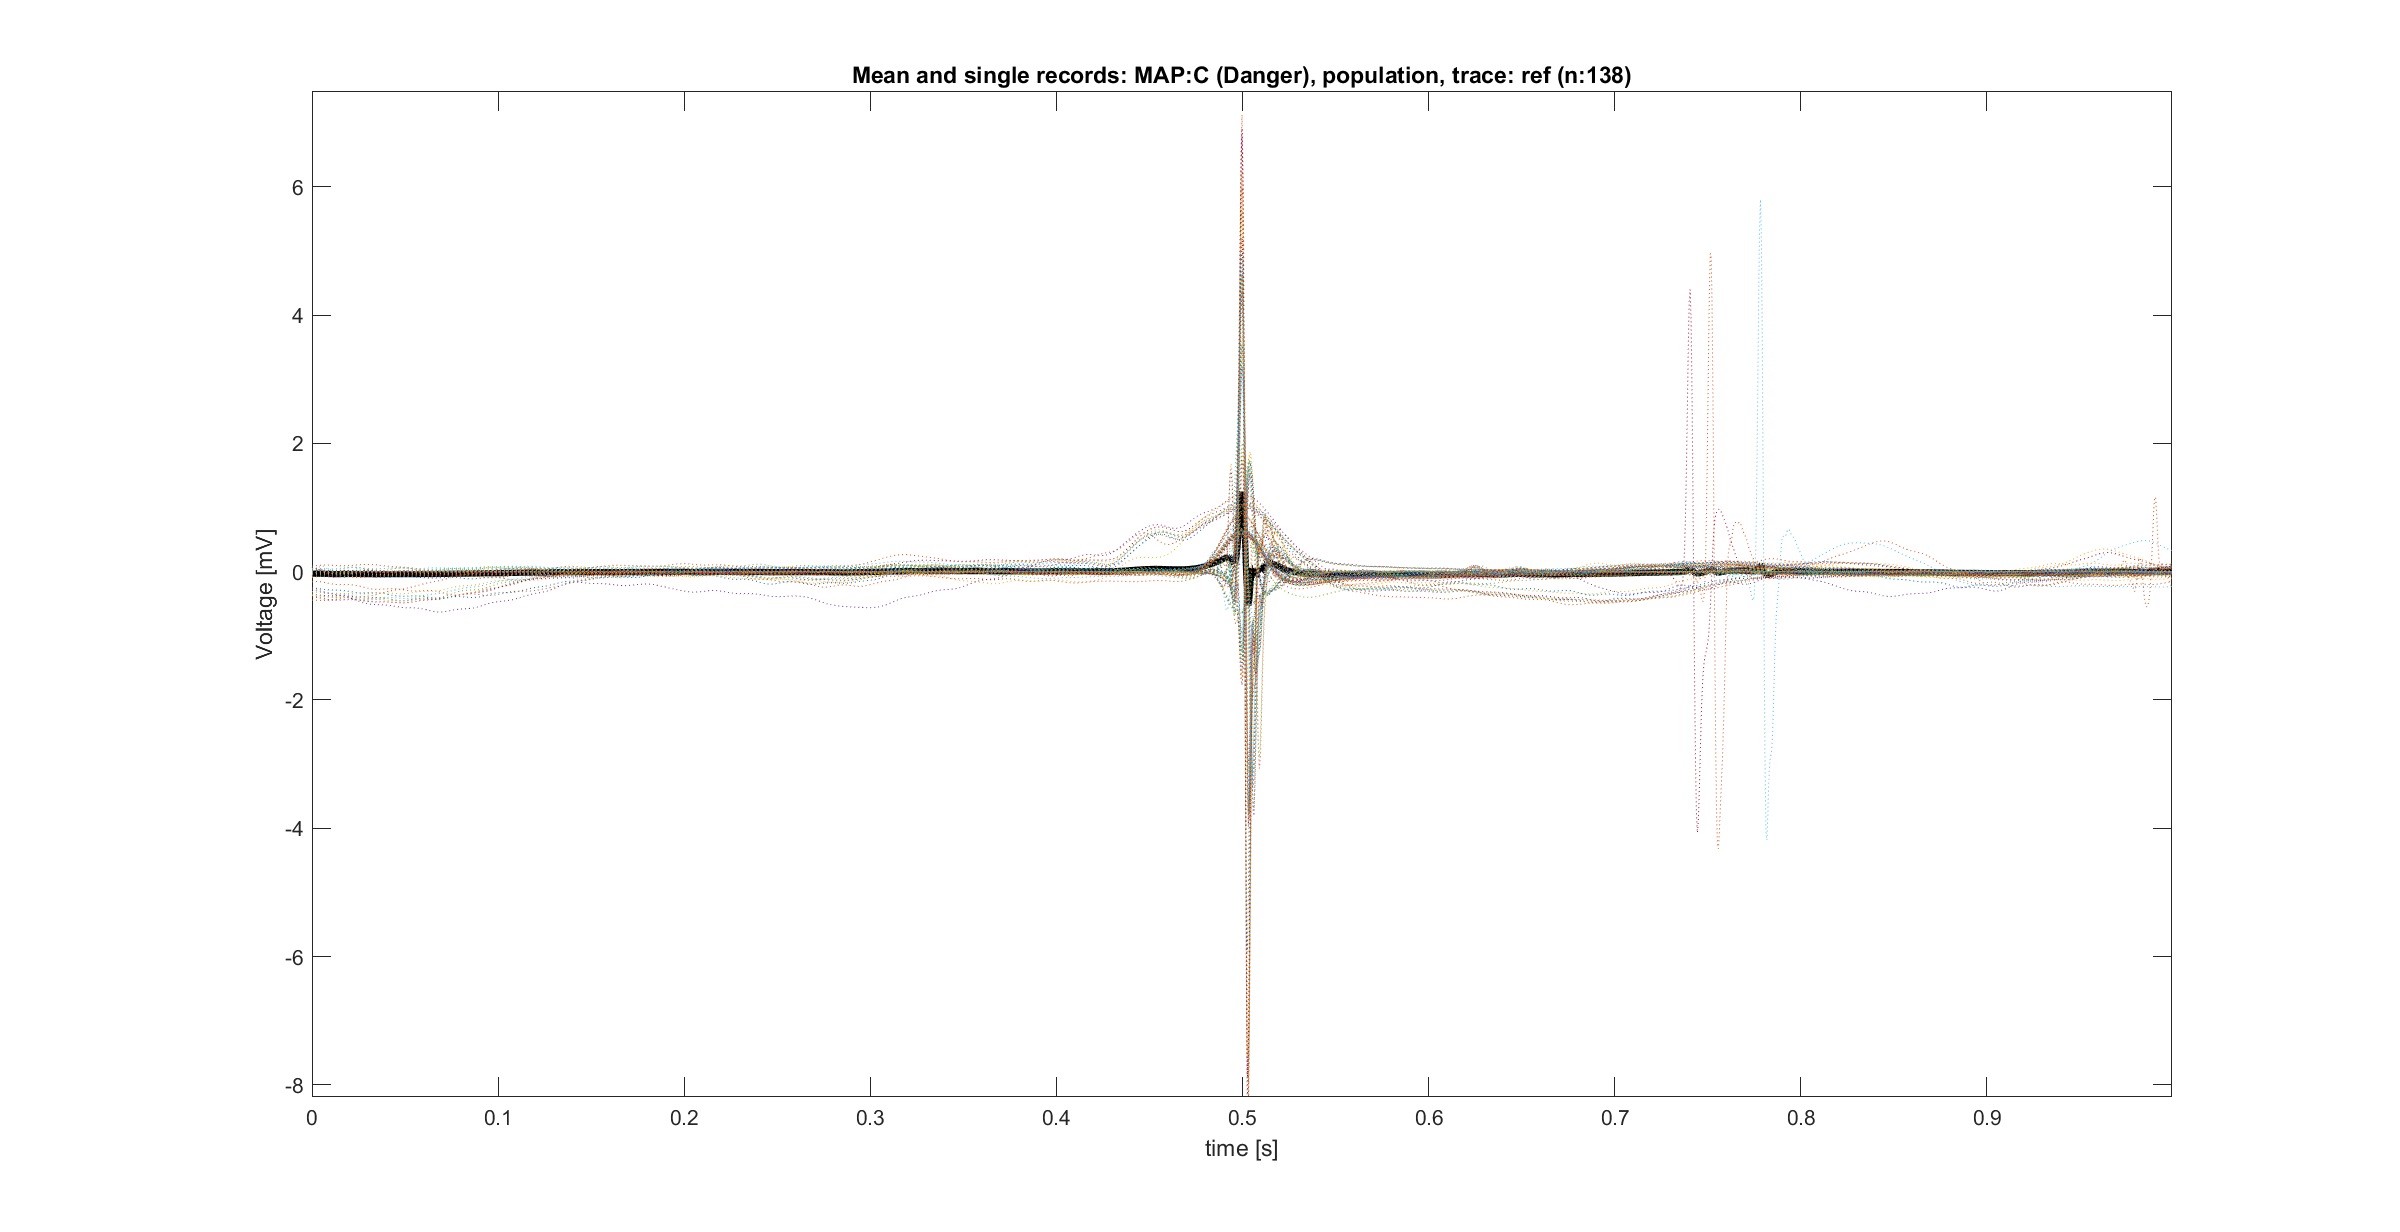 Mean and single records: MAP:C (Danger), population, trace: ref (n:138)
6
4
2
0
-2
-4
-6
-8
Voltage [mV]
0 0.1 0.2 0.3 0.4 0.5 0.6 0.7 0.8 0.9
time [s]